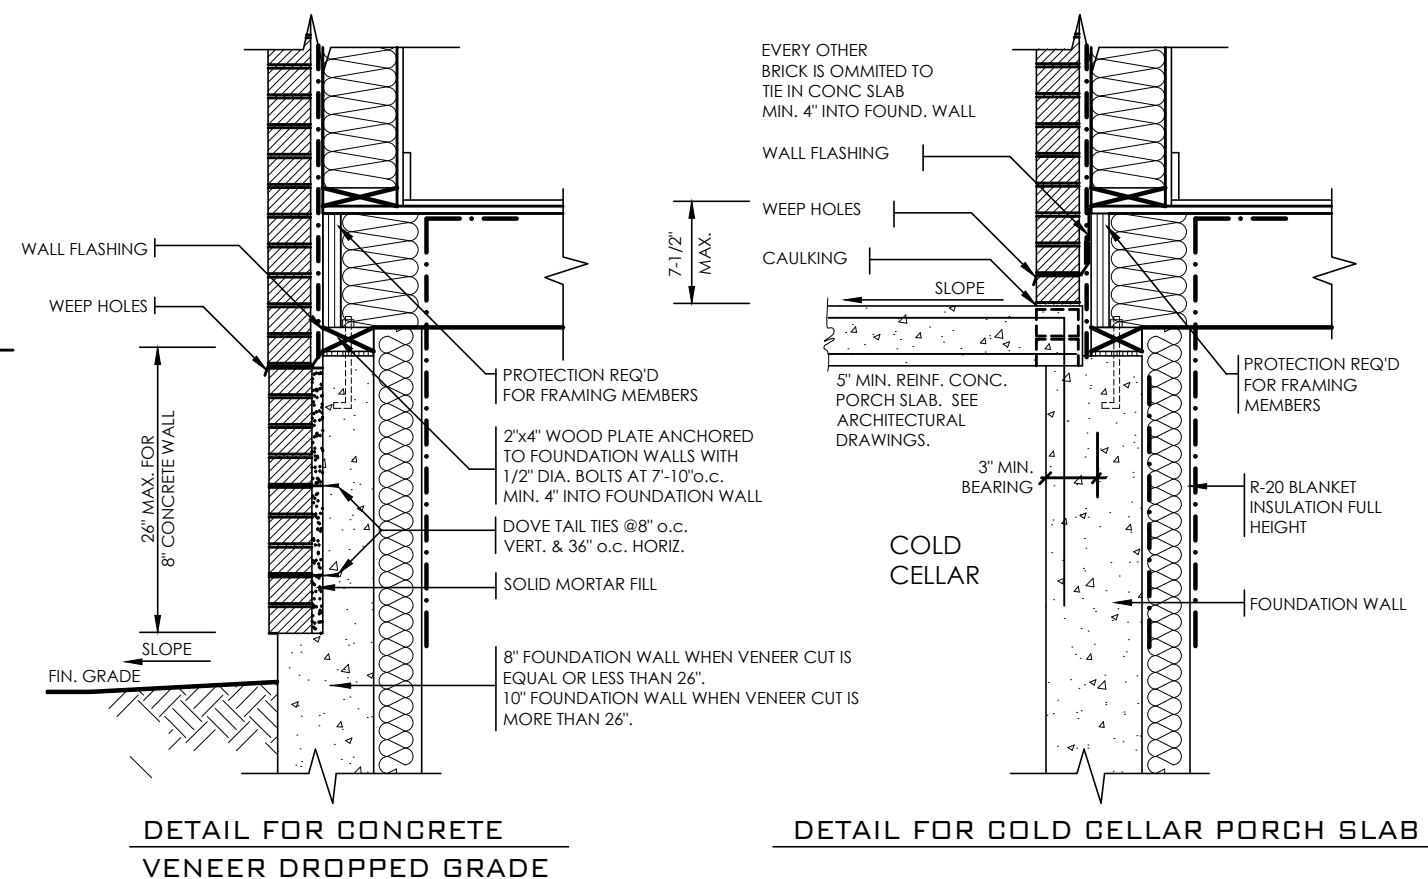 WALL FLASHING
WEEP HOLES
26" MAX. FOR
8" CONCRETE WALL
SLOPE
FIN. GRADE
PROTECTION REQ'D
FOR FRAMING MEMBERS
2"x4" WOOD PLATE ANCHORED
TO FOUNDATION WALLS WITH
1/2" DIA. BOLTS AT 7'-10"o.c.
MIN. 4" INTO FOUNDATION WALL
DOVE TAIL TIES @8" o.c.
VERT. & 36" o.c. HORIZ.
SOLID MORTAR FILL
8" FOUNDATION WALL WHEN VENEER CUT IS
EQUAL OR LESS THAN 26".
10" FOUNDATION WALL WHEN VENEER CUT IS
MORE THAN 26".
DETAIL FOR CONCRETE
VENEER DROPPED GRADE
EVERY OTHER
BRICK IS OMMITED TO
TIE IN CONC SLAB
MIN. 4" INTO FOUND. WALL
WALL FLASHING
WEEP HOLES
CAULKING
7-1/2"
MAX.
SLOPE
5" MIN. REINF. CONC.
PORCH SLAB. SEE
ARCHITECTURAL
DRAWINGS.
3" MIN.
BEARING
COLD
CELLAR
PROTECTION REQ'D
FOR FRAMING
MEMBERS
R-20 BLANKET
INSULATION FULL
HEIGHT
FOUNDATION WALL
DETAIL FOR COLD CELLAR PORCH SLAB